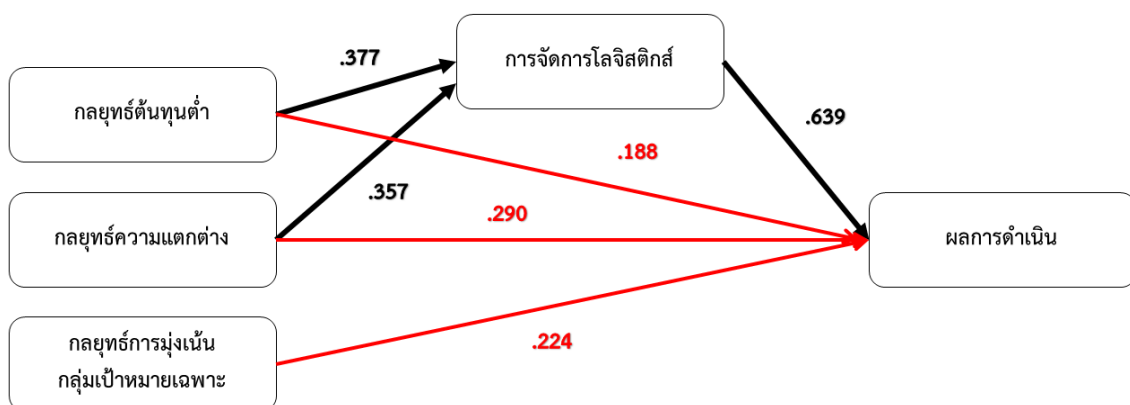 การจัดการโลจิสติกส์
.377
กลยุทธ์ต้นทุนต่ำ
.639
.188
.357
.290
กลยุทธ์ความแตกต่าง
ผลการดำเนิน
กลยุทธ์การมุ่งเน้น
.224
กลุ่มเป้าหมายเฉพาะ